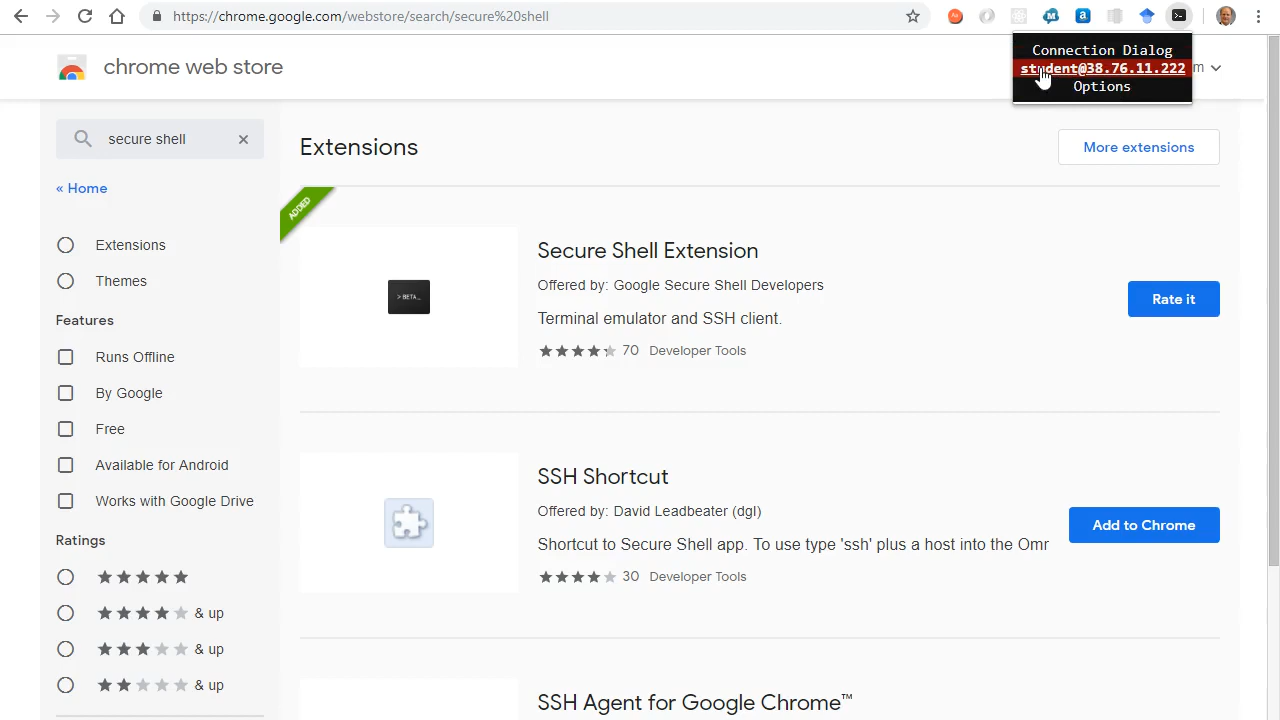 https://chrome.google.com/webstore/search/secure%20shell
Connection Dialog
student@38.76.11.222
Options
m
chrome web store
secure shell
« Home
Extensions
Themes
Features
Runs Offline
By Google
Free
Available for Android
Works with Google Drive
Ratings
& up
& up
& up
Extensions
More extensions
ADDED
> BETA_
Secure Shell Extension
Offered by: Google Secure Shell Developers
Terminal emulator and SSH client.
70 Developer Tools
Rate it
SSH Shortcut
Offered by: David Leadbeater (dgl)
Shortcut to Secure Shell app. To use type 'ssh' plus a host into the Omr
30 Developer Tools
Add to Chrome
SSH Agent for Google Chrome™